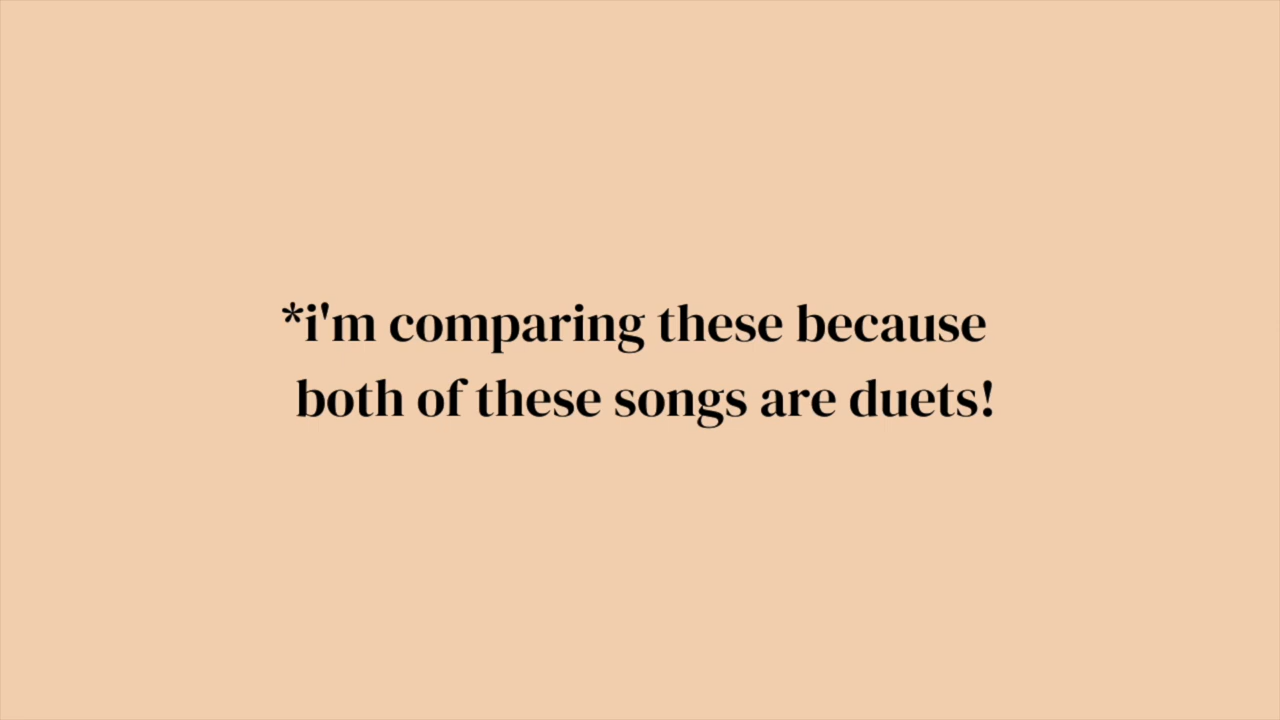 *i'm comparing these because
both of these songs are duets!